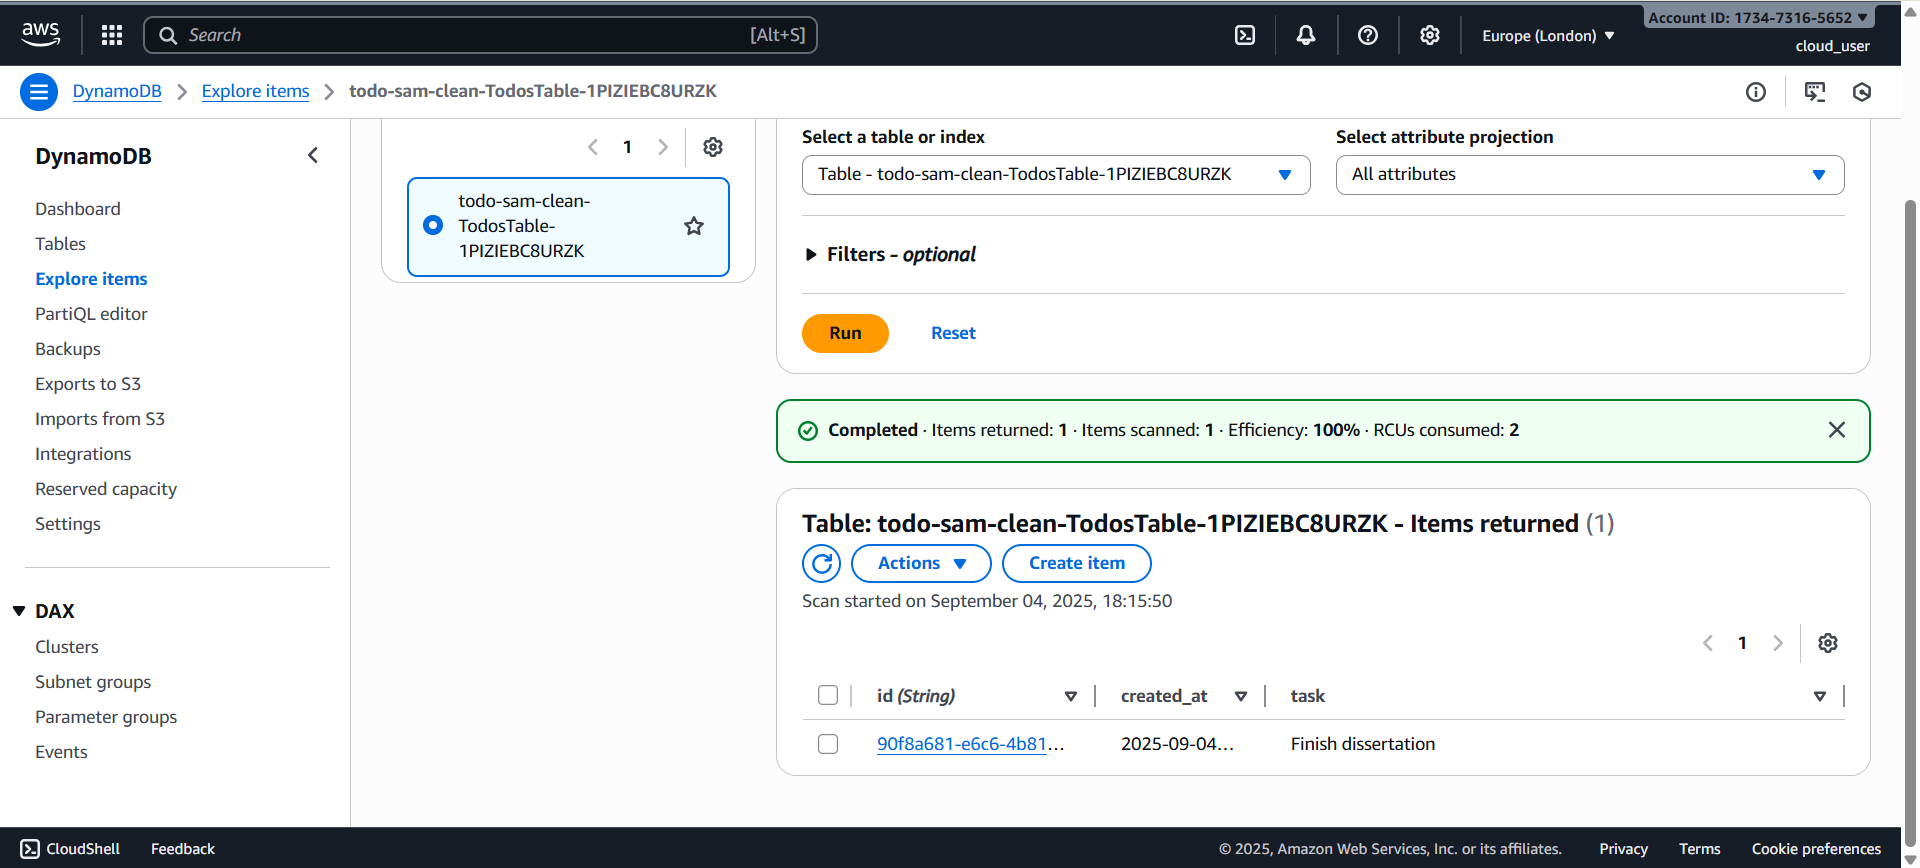 aws
Search [Alt+S]
Europe (London)
Account ID: 1734-7316-5652
cloud_user
DynamoDB
Explore items
todo-sam-clean-TodosTable-1PIZIEBC8URZK
DynamoDB
Dashboard
Tables
Explore items
PartiQL editor
Backups
Exports to S3
Imports from S3
Integrations
Reserved capacity
Settings
DAX
Clusters
Subnet groups
Parameter groups
Events
1
todo-sam-clean-
TodosTable-
1PIZIEBC8URZK
Select a table or index
Table - todo-sam-clean-TodosTable-1PIZIEBC8URZK
Select attribute projection
All attributes
Filters - optional
Run Reset
Completed · Items returned: 1 · Items scanned: 1 · Efficiency: 100% · RCUs consumed: 2
Table: todo-sam-clean-TodosTable-1PIZIEBC8URZK - Items returned (1)
Actions Create item
Scan started on September 04, 2025, 18:15:50
1
id (String) created_at task
90f8a681-e6c6-4b81... 2025-09-04... Finish dissertation
CloudShell Feedback © 2025, Amazon Web Services, Inc. or its affiliates. Privacy Terms Cookie preferences